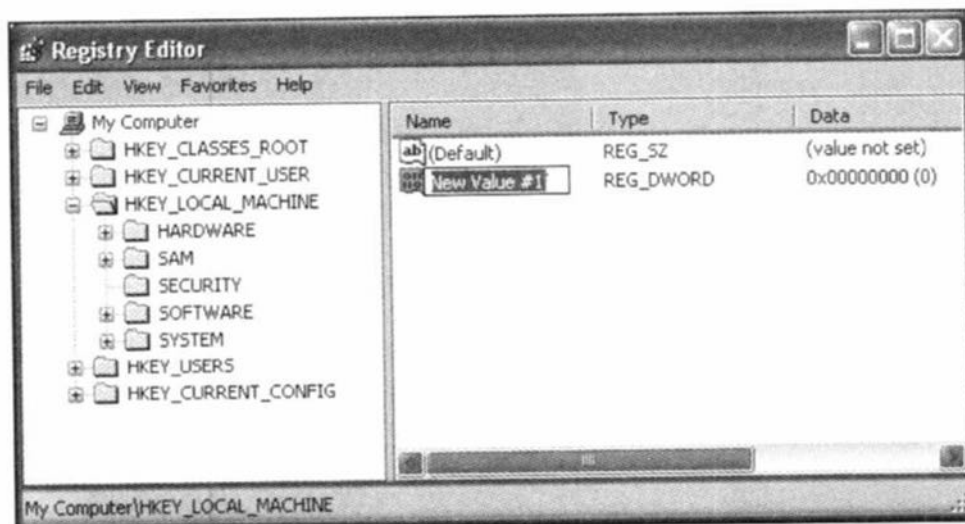 Registry Editor
File Edit View Favorites Help
My Computer
HKEY_CLASSES_ROOT
HKEY_CURRENT_USER
HKEY_LOCAL_MACHINE
HARDWARE
SAM
SECURITY
SOFTWARE
SYSTEM
HKEY_USERS
HKEY_CURRENT_CONFIG
Name Type Data
ab (Default) REG_SZ (value not set)
New Value #1 REG_DWORD 0x00000000 (0)
My Computer\HKEY_LOCAL_MACHINE